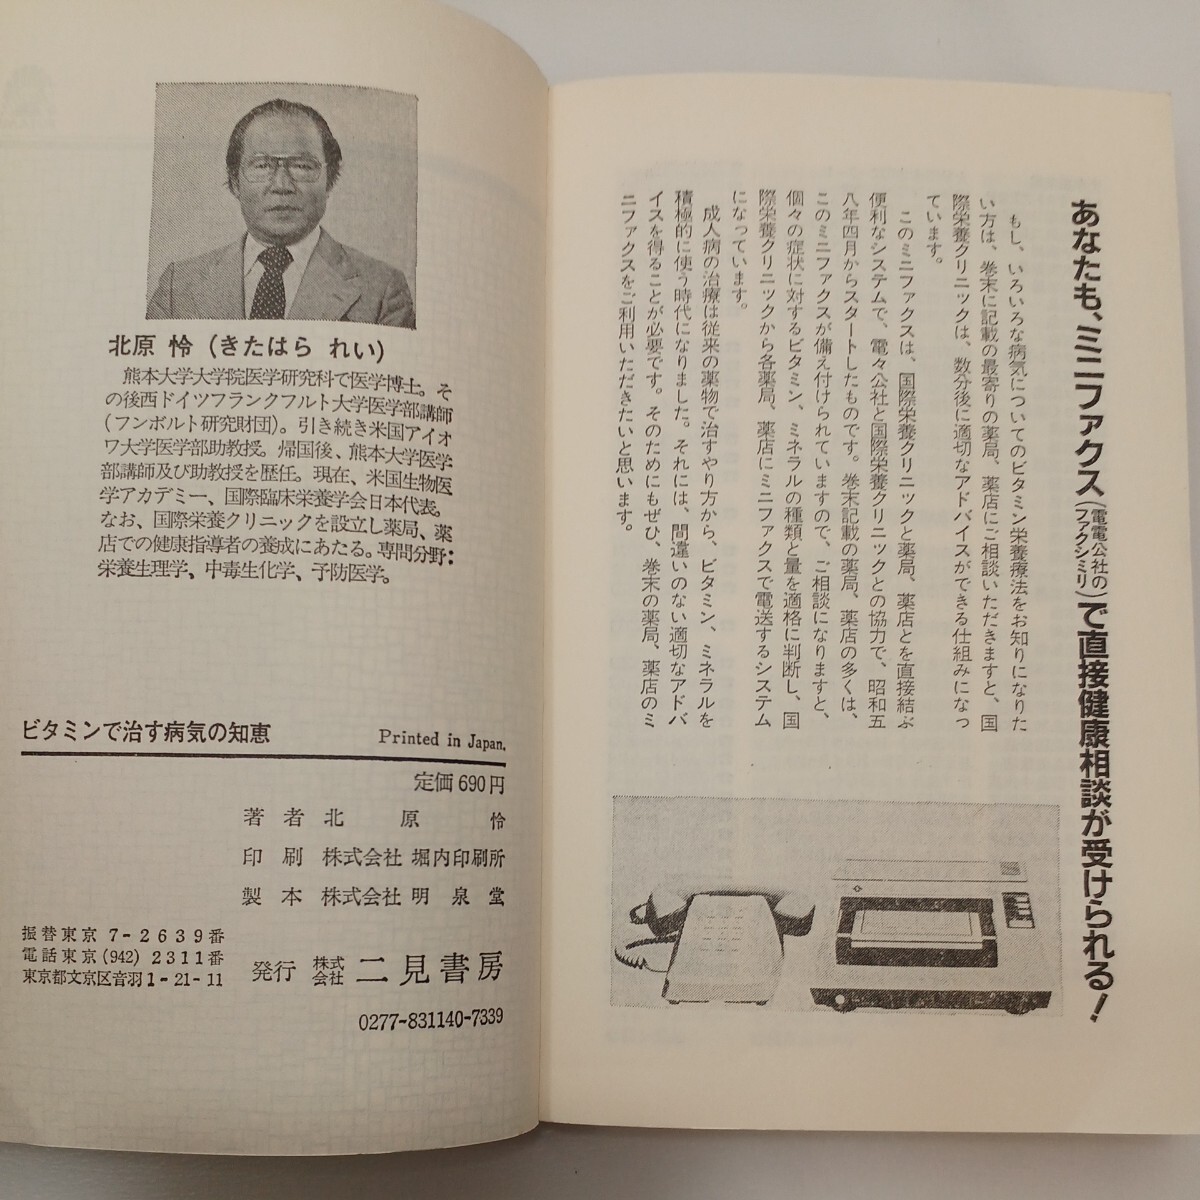 北原 怜 (きたはら れい)
熊本大学大学院医学研究科で医学博士。そ
の後西ドイツフランクフルト大学医学部講師
(フンボルト研究財団)。引き続き米国アイオ
ワ大学医学部助教授。帰国後、熊本大学医学
部講師及び助教授を歴任。現在、米国生物医
学アカデミー、国際臨床栄養学会日本代表。
なお、国際栄養クリニックを設立し薬局、薬
店での健康指導者の養成にあたる。専問分野:
栄養生理学、中毒生化学、予防医学。
ビタミンで治す病気の知恵 Printed in Japan.
定価690円
著者 北原怜
印刷 株式会社 堀内印刷所
製本 株式会社 明泉堂
振替東京 7-2639番
電話東京(942) 2311番
東京都文京区音羽1-21-11
発行 株式会社 二見書房
0277-831140-7339
あなたも、ミニファクス(電電公社のファクシミリ)で直接健康相談が受けられる!
もし、いろいろな病気についてのビタミン栄養療法をお知りになりた
い方は、巻末に記載の最寄りの薬局、薬店にご相談いただきますと、国
際栄養クリニックは、数分後に適切なアドバイスができる仕組みになっ
ています。
このミニファクスは、国際栄養クリニックと薬局、薬店とを直接結ぶ
便利なシステムで、電々公社と国際栄養クリニックとの協力で、昭和五
八年四月からスタートしたものです。巻末記載の薬局、薬店の多くは、
このミニファクスが備え付けられていますので、ご相談になりますと、
個々の症状に対するビタミン、ミネラルの種類と量を適格に判断し、国
際栄養クリニックから各薬局、薬店にミニファクスで電送するシステム
になっています。
成人病の治療は従来の薬物で治すやり方から、ビタミン、ミネラルを
積極的に使う時代になりました。それには、間違いのない適切なアドバ
イスを得ることが必要です。そのためにもぜひ、巻末の薬局、薬店のミ
ニファクスをご利用いただきたいと思います。